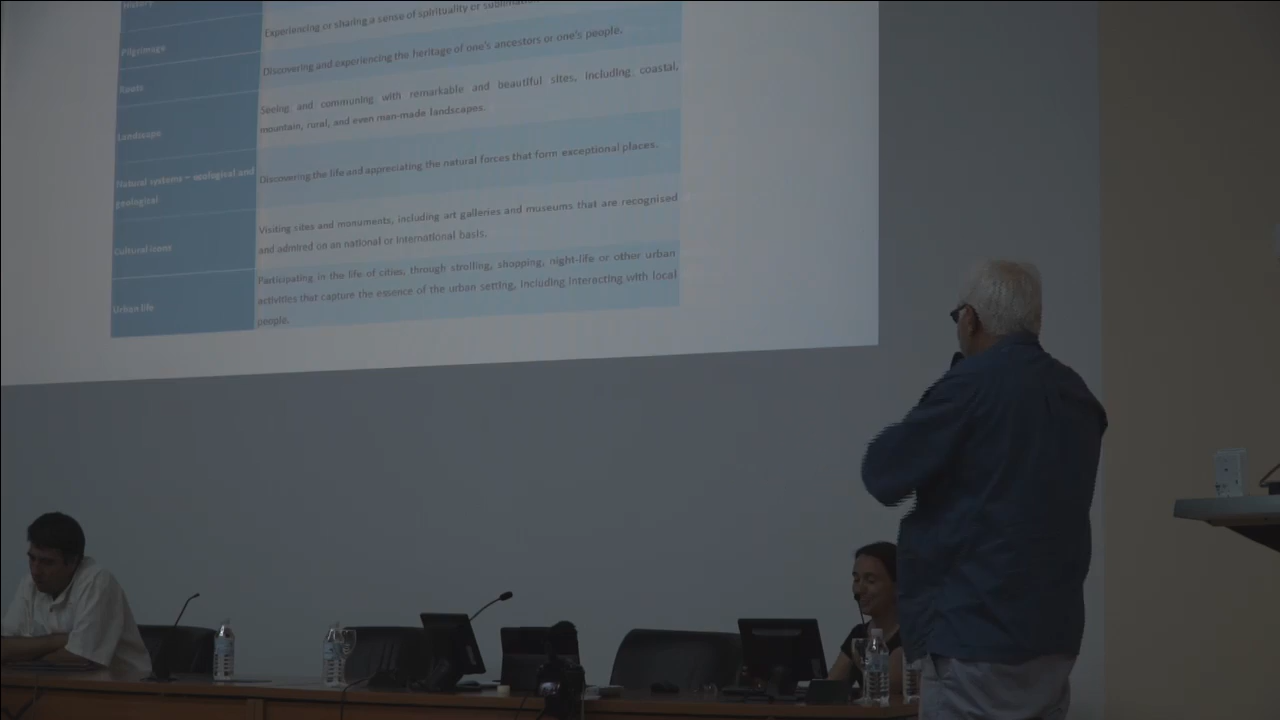 History
Experiencing or sharing a sense of spirituality or
Pilgrimage
Discovering and experiencing the heritage of one's ancestors or one's people.
Roots
Seeing and communing with remarkable and beautiful sites, including coastal,
mountain, rural, and even man-made landscapes.
Landscape
Discovering the life and appreciating the natural forces that form exceptional places.
Natural systems – ecological and
geological
Visiting sites and monuments, including art galleries and museums that are recognised
and admired on an national or international basis.
Cultural icons
Participating in the life of cities, through strolling, shopping, night-life or other urban
activities that capture the essence of the urban setting, including interacting with local
people.
Urban life